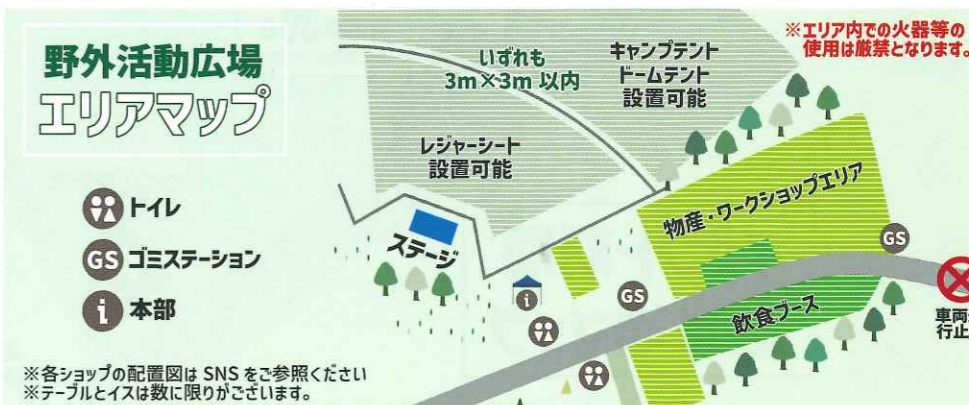 野外活動広場
エリアマップ
トイレ
GS ゴミステーション
i 本部
※各ショップの配置図は SNS をご参照ください
※テーブルとイスは数に限りがございます。
いずれも
3m×3m 以内
キャンプテント
ドームテント
設置可能
※エリア内での火器等の
使用は厳禁となります。
レジャーシート
設置可能
ステージ
物産・ワークショップエリア
GS
GS
i
飲食ブース
車両
行止